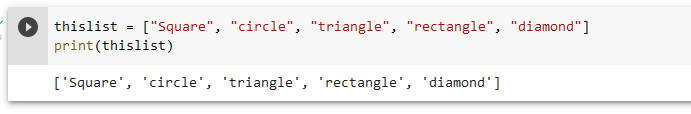 thislist = ["Square", "circle", "triangle", "rectangle", "diamond"]
print(thislist)
['Square', 'circle', 'triangle', 'rectangle', 'diamond']